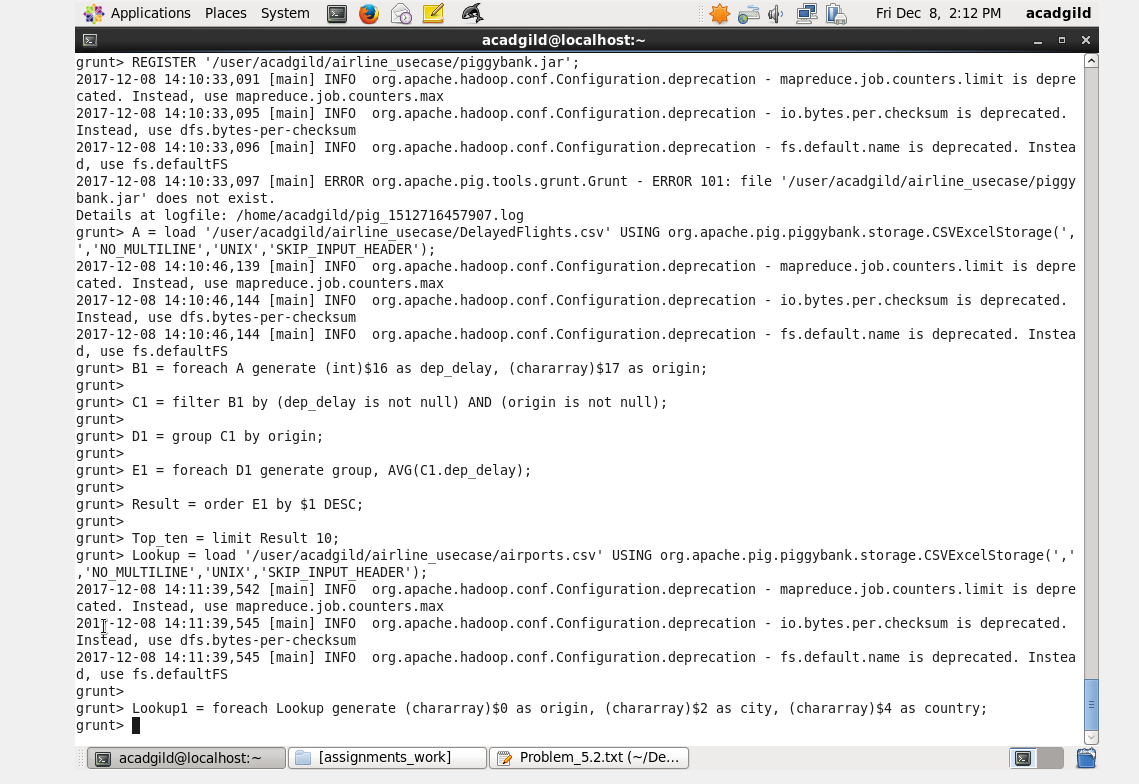 Applications Places System Fri Dec 8, 2:12 PM acadgild
acadgild@localhost:~
grunt> REGISTER '/user/acadgild/airline_usecase/piggybank.jar';
2017-12-08 14:10:33,091 [main] INFO  org.apache.hadoop.conf.Configuration.deprecation - mapreduce.job.counters.limit is depre
cated. Instead, use mapreduce.job.counters.max
2017-12-08 14:10:33,095 [main] INFO  org.apache.hadoop.conf.Configuration.deprecation - io.bytes.per.checksum is deprecated.
Instead, use dfs.bytes-per-checksum
2017-12-08 14:10:33,096 [main] INFO  org.apache.hadoop.conf.Configuration.deprecation - fs.default.name is deprecated. Instea
d, use fs.defaultFS
2017-12-08 14:10:33,097 [main] ERROR org.apache.pig.tools.grunt.Grunt - ERROR 101: file '/user/acadgild/airline_usecase/piggy
bank.jar' does not exist.
Details at logfile: /home/acadgild/pig_1512716457907.log
grunt> A = load '/user/acadgild/airline_usecase/DelayedFlights.csv' USING org.apache.pig.piggybank.storage.CSVExcelStorage(',
','NO_MULTILINE','UNIX','SKIP_INPUT_HEADER');
2017-12-08 14:10:46,139 [main] INFO  org.apache.hadoop.conf.Configuration.deprecation - mapreduce.job.counters.limit is depre
cated. Instead, use mapreduce.job.counters.max
2017-12-08 14:10:46,144 [main] INFO  org.apache.hadoop.conf.Configuration.deprecation - io.bytes.per.checksum is deprecated.
Instead, use dfs.bytes-per-checksum
2017-12-08 14:10:46,144 [main] INFO  org.apache.hadoop.conf.Configuration.deprecation - fs.default.name is deprecated. Instea
d, use fs.defaultFS
grunt> B1 = foreach A generate (int)$16 as dep_delay, (chararray)$17 as origin;
grunt>
grunt> C1 = filter B1 by (dep_delay is not null) AND (origin is not null);
grunt>
grunt> D1 = group C1 by origin;
grunt>
grunt> E1 = foreach D1 generate group, AVG(C1.dep_delay);
grunt>
grunt> Result = order E1 by $1 DESC;
grunt>
grunt> Top_ten = limit Result 10;
grunt> Lookup = load '/user/acadgild/airline_usecase/airports.csv' USING org.apache.pig.piggybank.storage.CSVExcelStorage(','
,'NO_MULTILINE','UNIX','SKIP_INPUT_HEADER');
2017-12-08 14:11:39,542 [main] INFO  org.apache.hadoop.conf.Configuration.deprecation - mapreduce.job.counters.limit is depre
cated. Instead, use mapreduce.job.counters.max
2017-12-08 14:11:39,545 [main] INFO  org.apache.hadoop.conf.Configuration.deprecation - io.bytes.per.checksum is deprecated.
Instead, use dfs.bytes-per-checksum
2017-12-08 14:11:39,545 [main] INFO  org.apache.hadoop.conf.Configuration.deprecation - fs.default.name is deprecated. Instea
d, use fs.defaultFS
grunt>
grunt> Lookup1 = foreach Lookup generate (chararray)$0 as origin, (chararray)$2 as city, (chararray)$4 as country;
grunt>
acadgild@localhost:~ [assignments_work] Problem_5.2.txt (~/De...